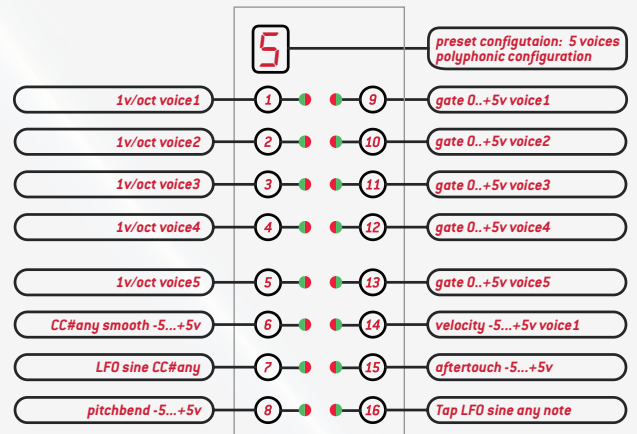 5
preset configutaion: 5 voices
polyphonic configuration
1v/oct voice1 1 9 gate 0..+5v voice1
1v/oct voice2 2 10 gate 0..+5v voice2
1v/oct voice3 3 11 gate 0..+5v voice3
1v/oct voice4 4 12 gate 0..+5v voice4
1v/oct voice5 5 13 gate 0..+5v voice5
CC#any smooth -5...+5v 6 14 velocity -5...+5v voice1
LFO sine CC#any 7 15 aftertouch -5...+5v
pitchbend -5...+5v 8 16 Tap LFO sine any note